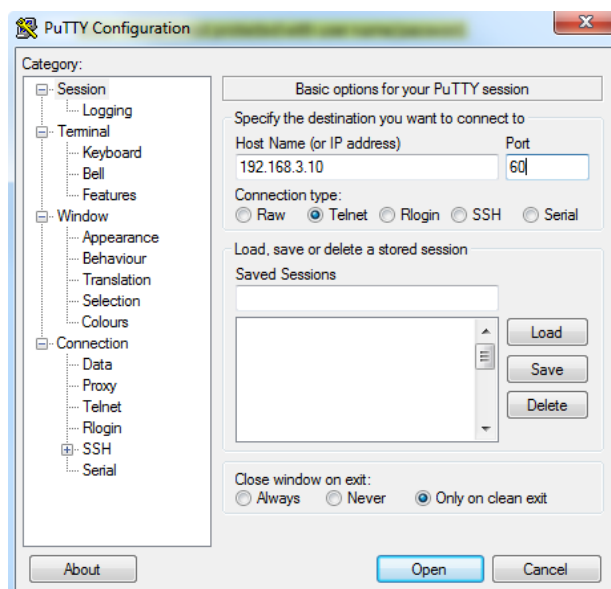 PuTTY Configuration
Category:
Session
Logging
Terminal
Keyboard
Bell
Features
Window
Appearance
Behaviour
Translation
Selection
Colours
Connection
Data
Proxy
Telnet
Rlogin
SSH
Serial
Basic options for your PuTTY session
Specify the destination you want to connect to
Host Name (or IP address) Port
192.168.3.10 60
Connection type:
Raw Telnet Rlogin SSH Serial
Load, save or delete a stored session
Saved Sessions
Load
Save
Delete
Close window on exit:
Always Never Only on clean exit
About Open Cancel